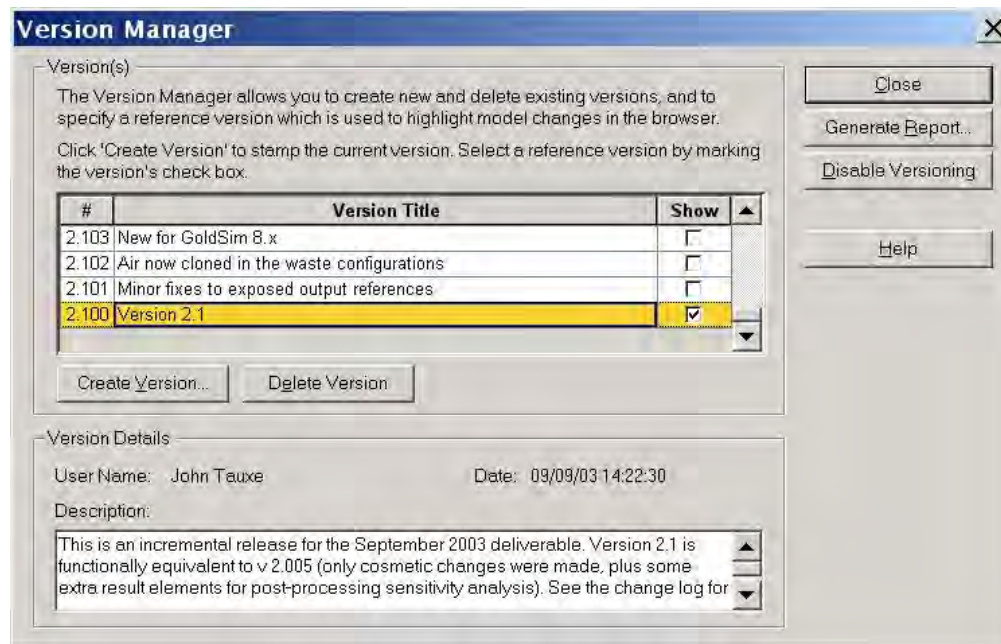 Version Manager
Version(s)
The Version Manager allows you to create new and delete existing versions, and to
specify a reference version which is used to highlight model changes in the browser.
Click 'Create Version' to stamp the current version. Select a reference version by marking
the version's check box.
# Version Title Show
2.103 New for GoldSim 8.x
2.102 Air now cloned in the waste configurations
2.101 Minor fixes to exposed output references
2.100 Version 2.1
Create Version... Delete Version
Close
Generate Report...
Disable Versioning
Help
Version Details
User Name: John Tauxe Date: 09/09/03 14:22:30
Description:
This is an incremental release for the September 2003 deliverable. Version 2.1 is
functionally equivalent to v 2.005 (only cosmetic changes were made, plus some
extra result elements for post-processing sensitivity analysis). See the change log for